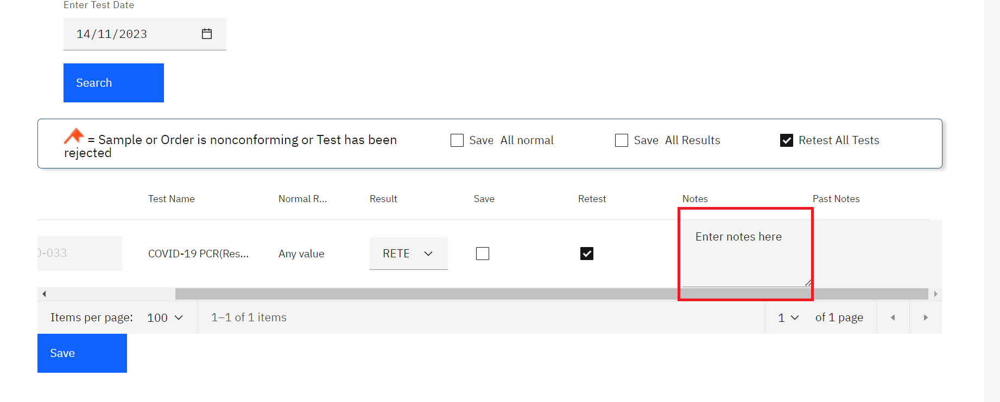 Enter Test Date
14/11/2023
Search
= Sample or Order is nonconforming or Test has been
rejected
Save All normal
Save All Results
Retest All Tests
Test Name
Normal R...
Result
Save
Retest
Notes
Past Notes
0-033
COVID-19 PCR(Res...
Any value
RETE
Enter notes here
Items per page:
100
1–1 of 1 items
1
of 1 page
Save